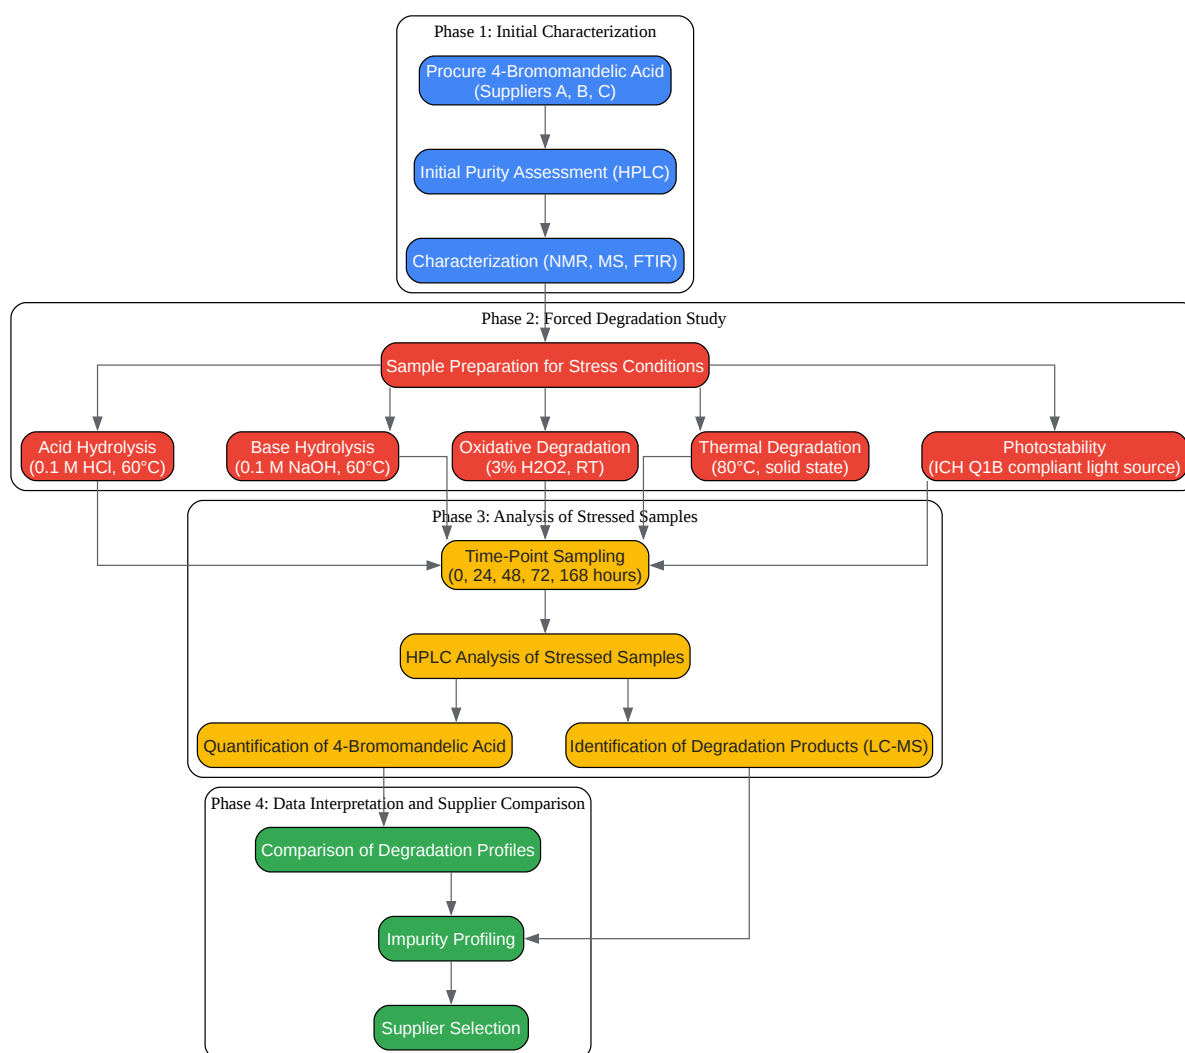 Phase 1: Initial Characterization
Procure 4-Bromomandelic Acid
(Suppliers A, B, C)
Initial Purity Assessment (HPLC)
Characterization (NMR, MS, FTIR)
Phase 2: Forced Degradation Study
Sample Preparation for Stress Conditions
Acid Hydrolysis
(0.1 M HCl, 60°C)
Base Hydrolysis
(0.1 M NaOH, 60°C)
Oxidative Degradation
(3% H2O2, RT)
Thermal Degradation
(80°C, solid state)
Photostability
(ICH Q1B compliant light source)
Phase 3: Analysis of Stressed Samples
Time-Point Sampling
(0, 24, 48, 72, 168 hours)
HPLC Analysis of Stressed Samples
Quantification of 4-Bromomandelic Acid
Identification of Degradation Products (LC-MS)
Phase 4: Data Interpretation and Supplier Comparison
Comparison of Degradation Profiles
Impurity Profiling
Supplier Selection